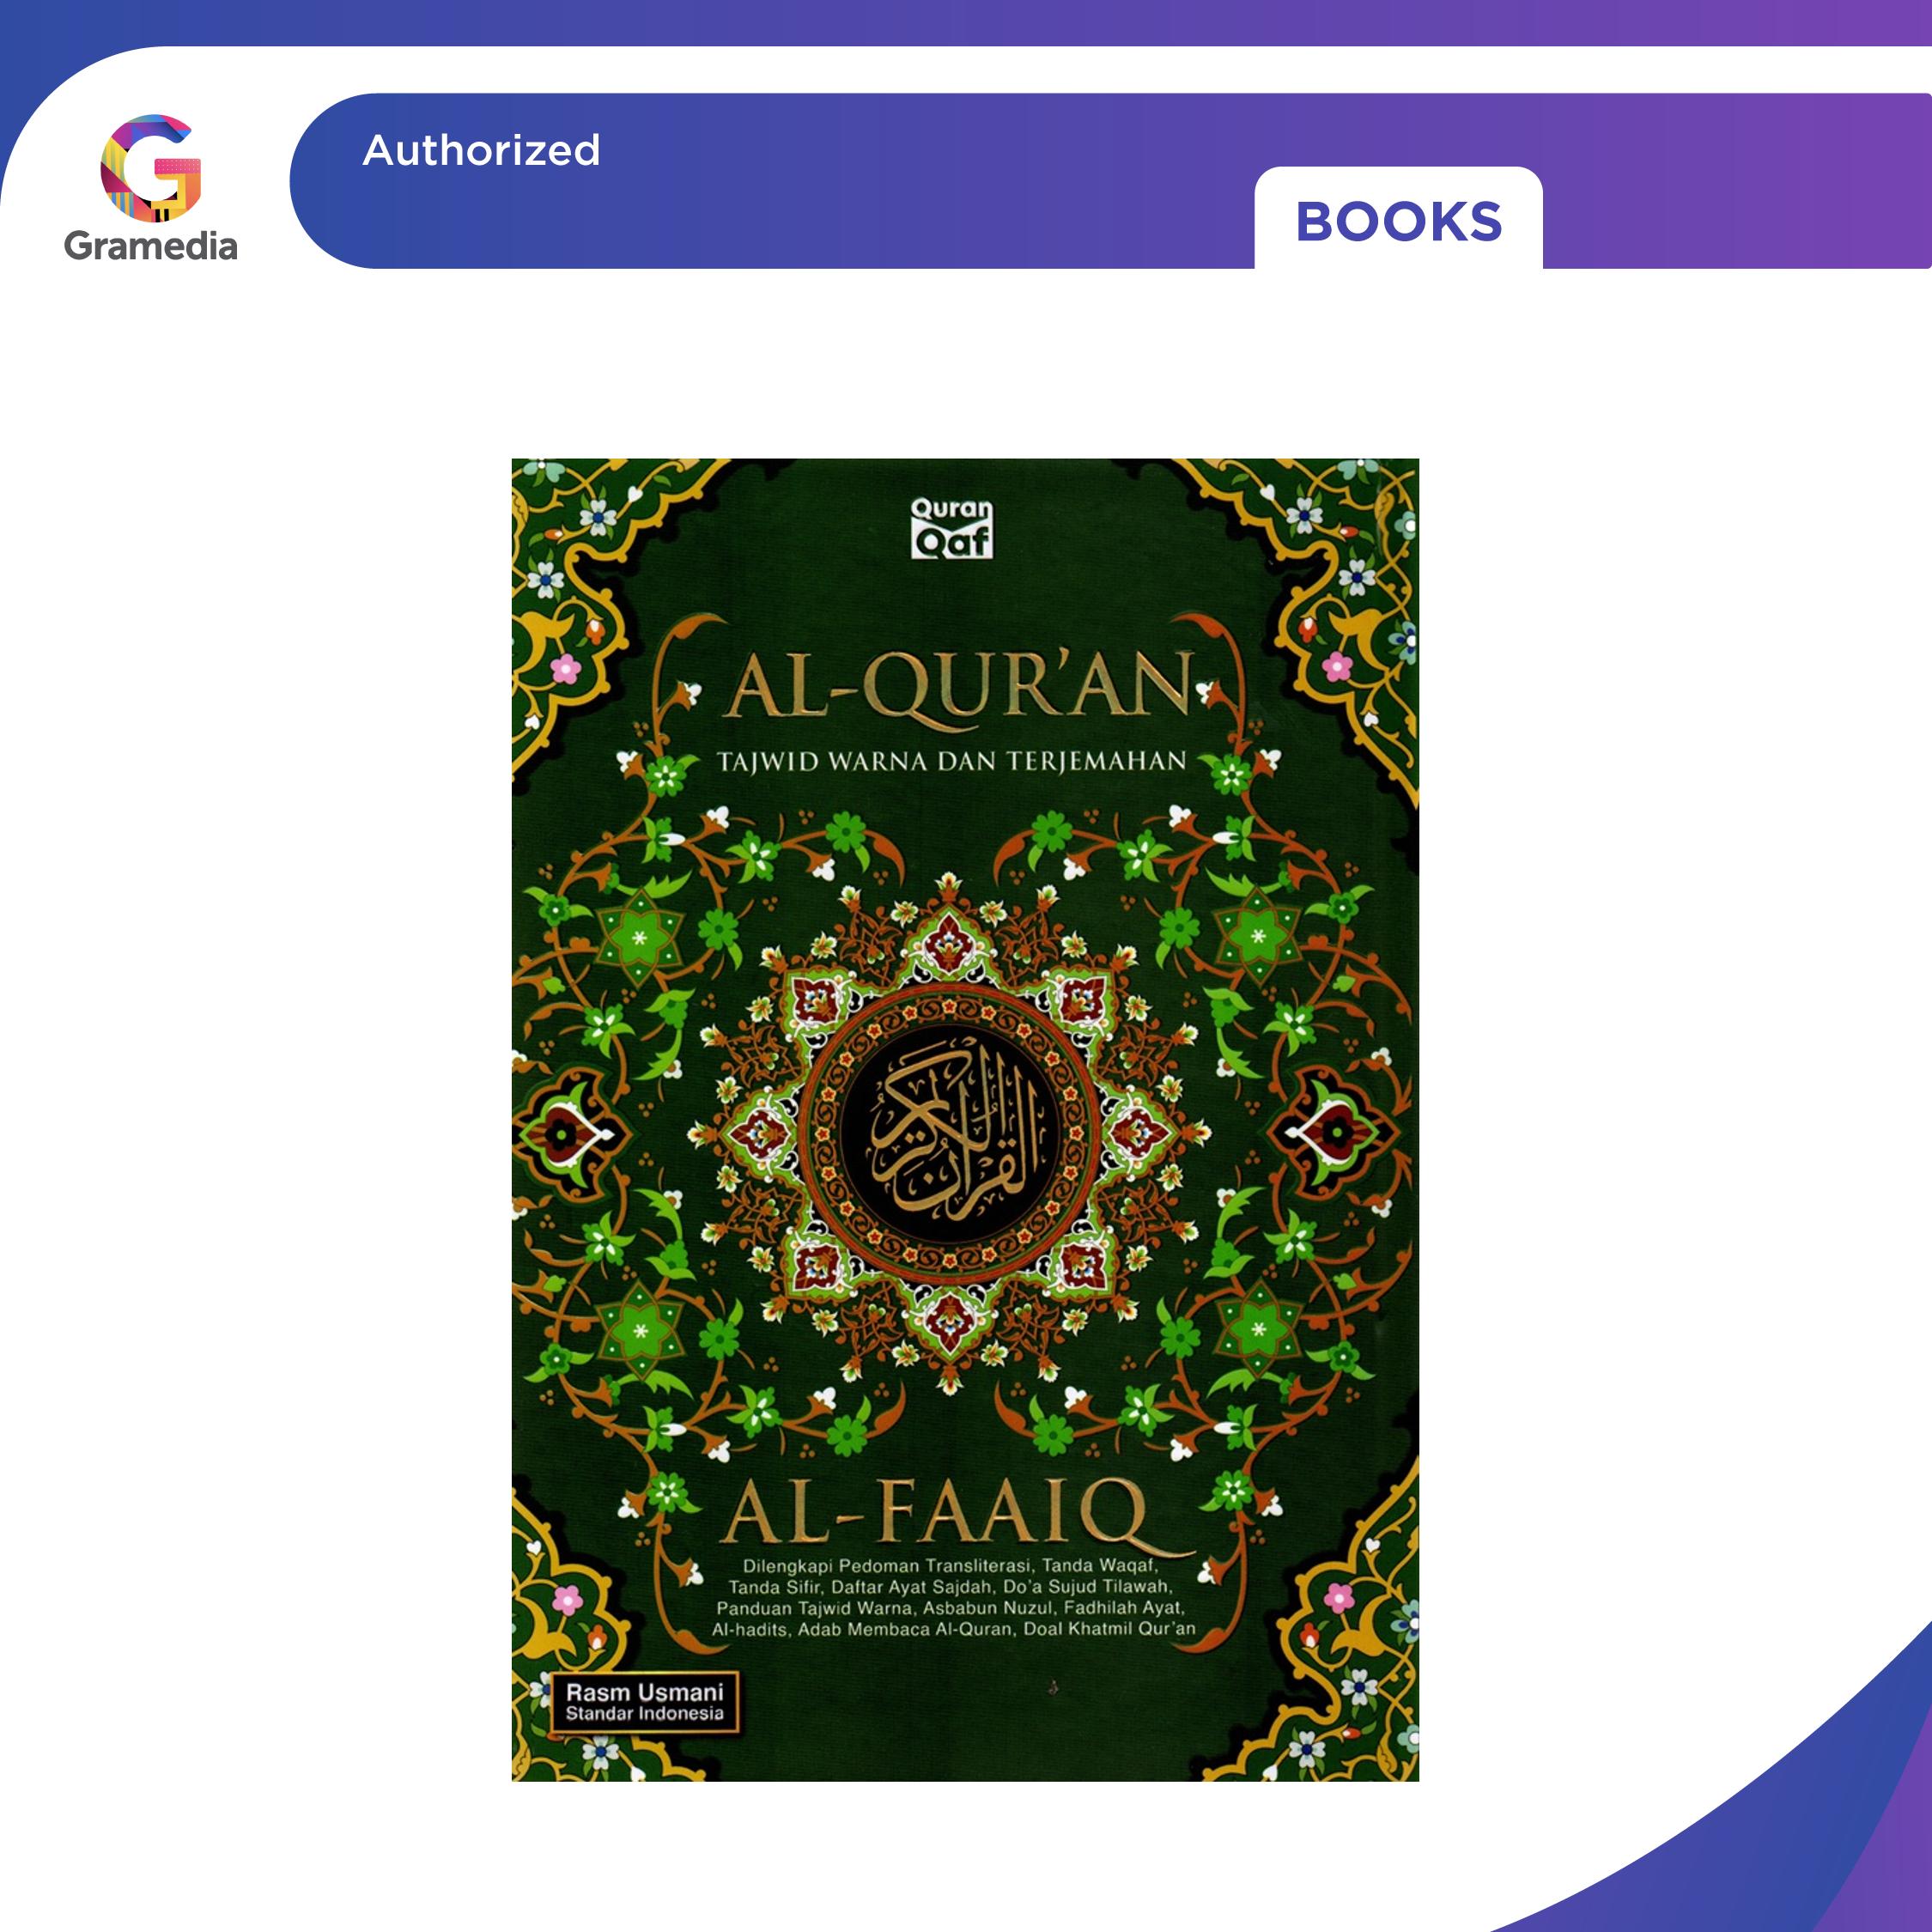 Authorized
BOOKS
Gramedia
Quran
Qaf
AL-QUR'AN
TAJWID WARNA DAN TERJEMAHAN
القرآن الكريم
AL-FAAIQ
Dilengkapi Pedoman Transliterasi, Tanda Waqaf,
Tanda Sifir, Daftar Ayat Sajdah, Do'a Sujud Tilawah,
Panduan Tajwid Warna, Asbabun Nuzul, Fadhilah Ayat,
Al-hadits, Adab Membaca Al-Quran, Doal Khatmil Qur'an
Rasm Usmani
Standar Indonesia